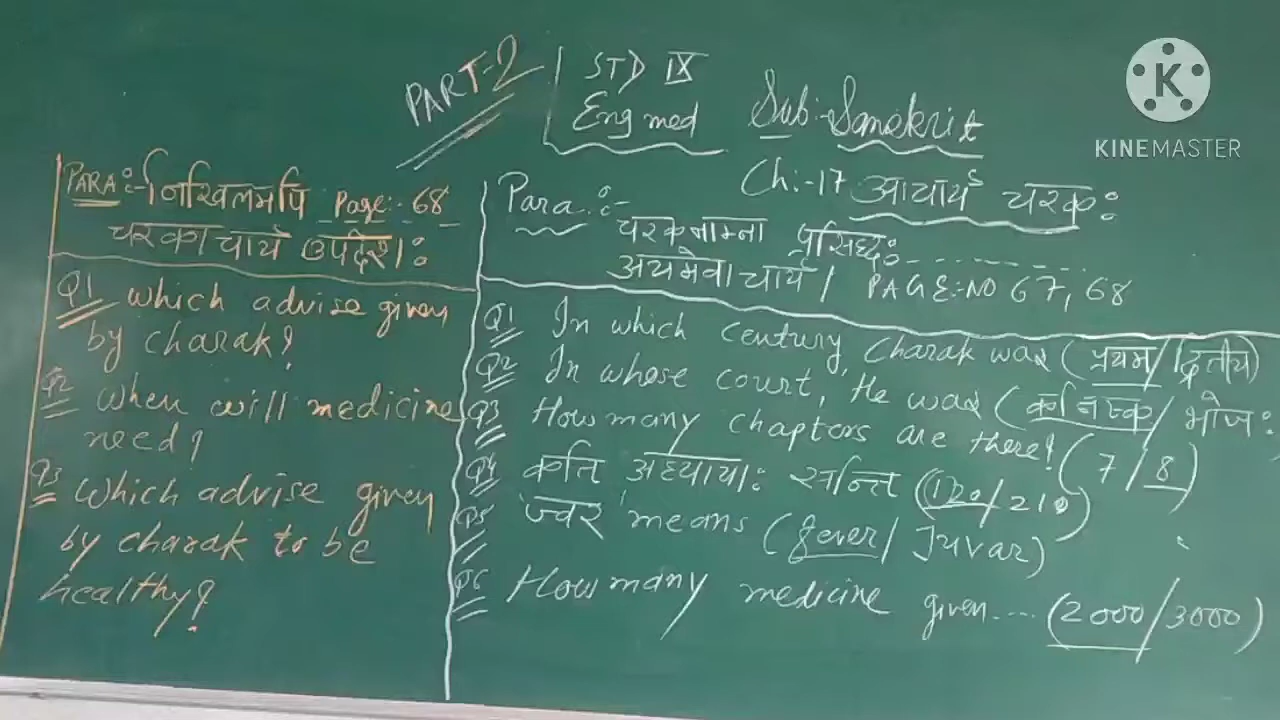 PART-2
STD IX
Eng med
Sub:-Sanskrit
Ch:-17 आचार्य चरकः
K
KINEMASTER
PARA:- निखिलमपि Page:- 68
चरकाचार्य उपदेशः
Q1 which advise given
by charak?
Q2 when will medicine
need?
Q3 which advise given
by charak to be
healthy?
Para:-
चरकनाम्ना प्रसिध्दः
अयमेवाचार्य / PAGE:-NO 67, 68
Q1 In which century, Charak was (प्रथम/द्वितीय)
Q2 In whose court, He was (कनिष्क/भोजः
Q3 How many chapters are there? (7/8)
Q4 कति अध्यायाः सन्ति (120/210)
Q5 'ज्वर' means (fever/Juvar)
Q6 How many medicine given.... (2000/3000)